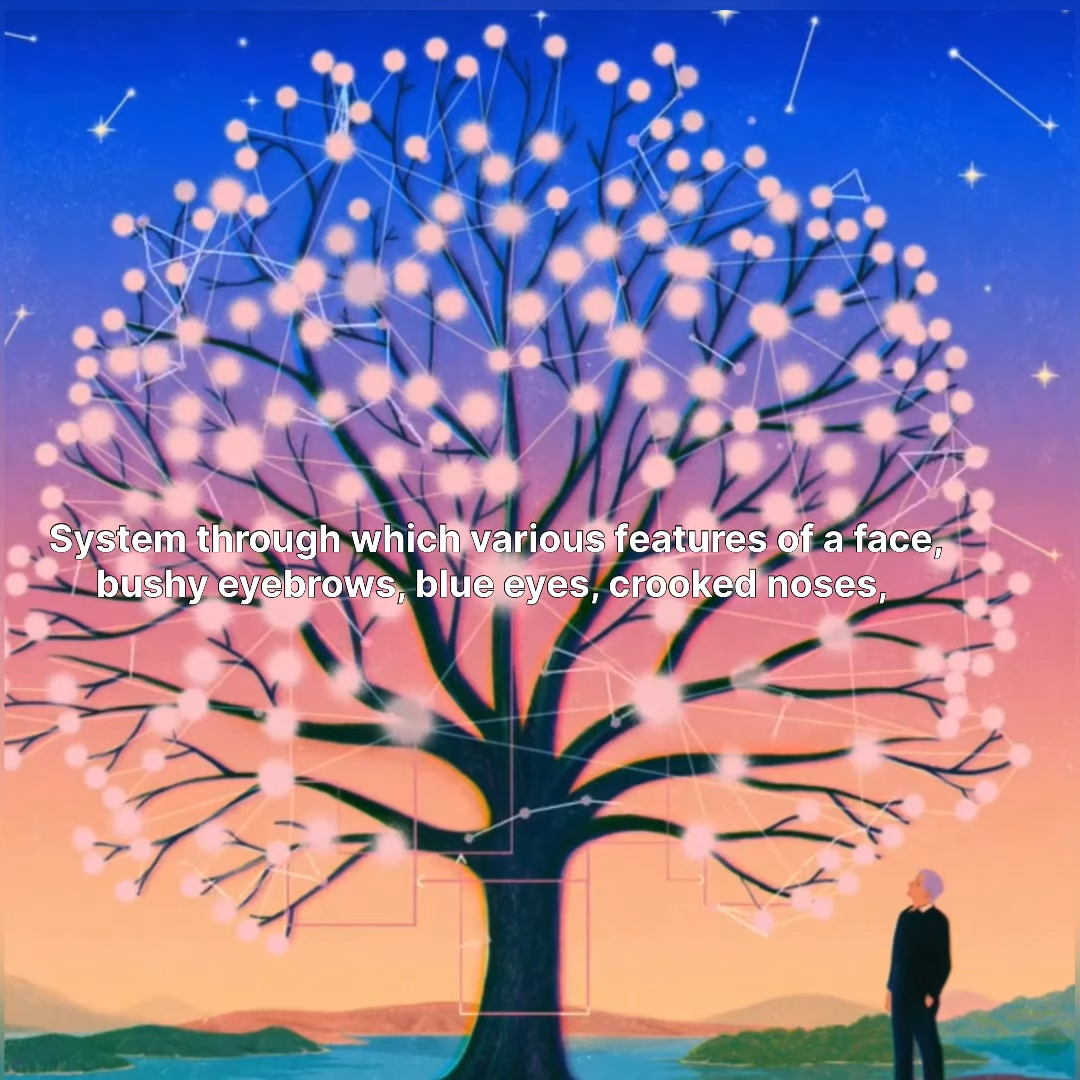 System through which various features of a face,
bushy eyebrows, blue eyes, crooked noses,